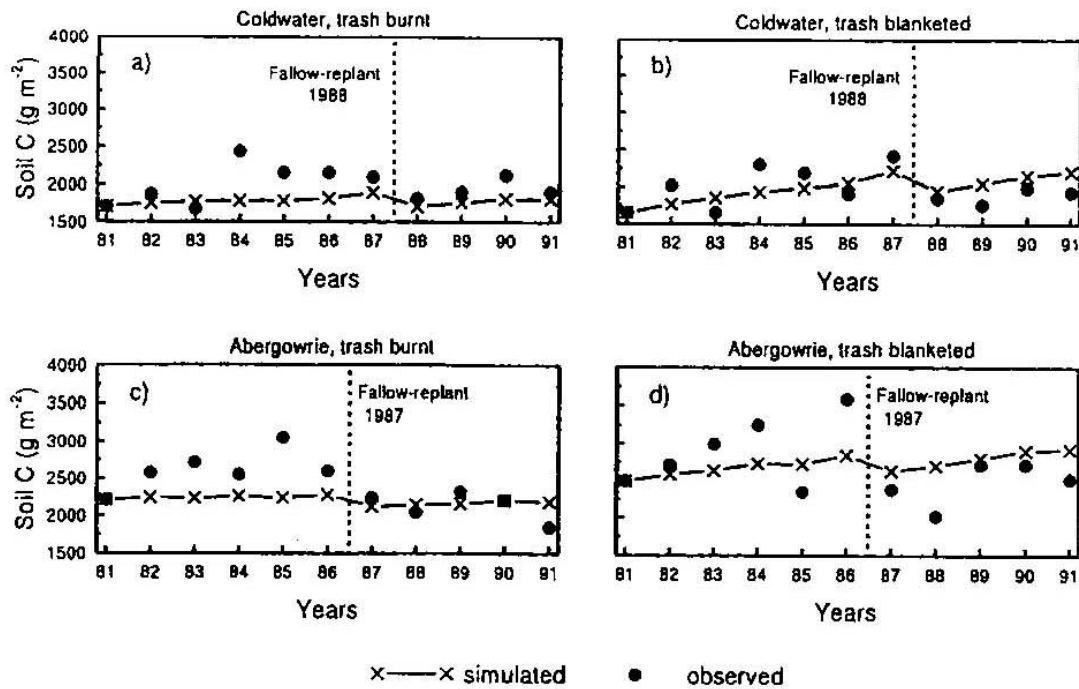 Coldwater, trash burnt
4000
3500
3000
2500
2000
1500
Soil C (g m⁻²)
a)
Fallow-replant
1988
81 82 83 84 85 86 87 88 89 90 91
Years
Coldwater, trash blanketed
b)
Fallow-replant
1988
81 82 83 84 85 86 87 88 89 90 91
Years
Abergowrie, trash burnt
4000
3500
3000
2500
2000
1500
Soil C (g m⁻²)
c)
Fallow-replant
1987
81 82 83 84 85 86 87 88 89 90 91
Years
Abergowrie, trash blanketed
d)
Fallow-replant
1987
81 82 83 84 85 86 87 88 89 90 91
Years
simulated
observed